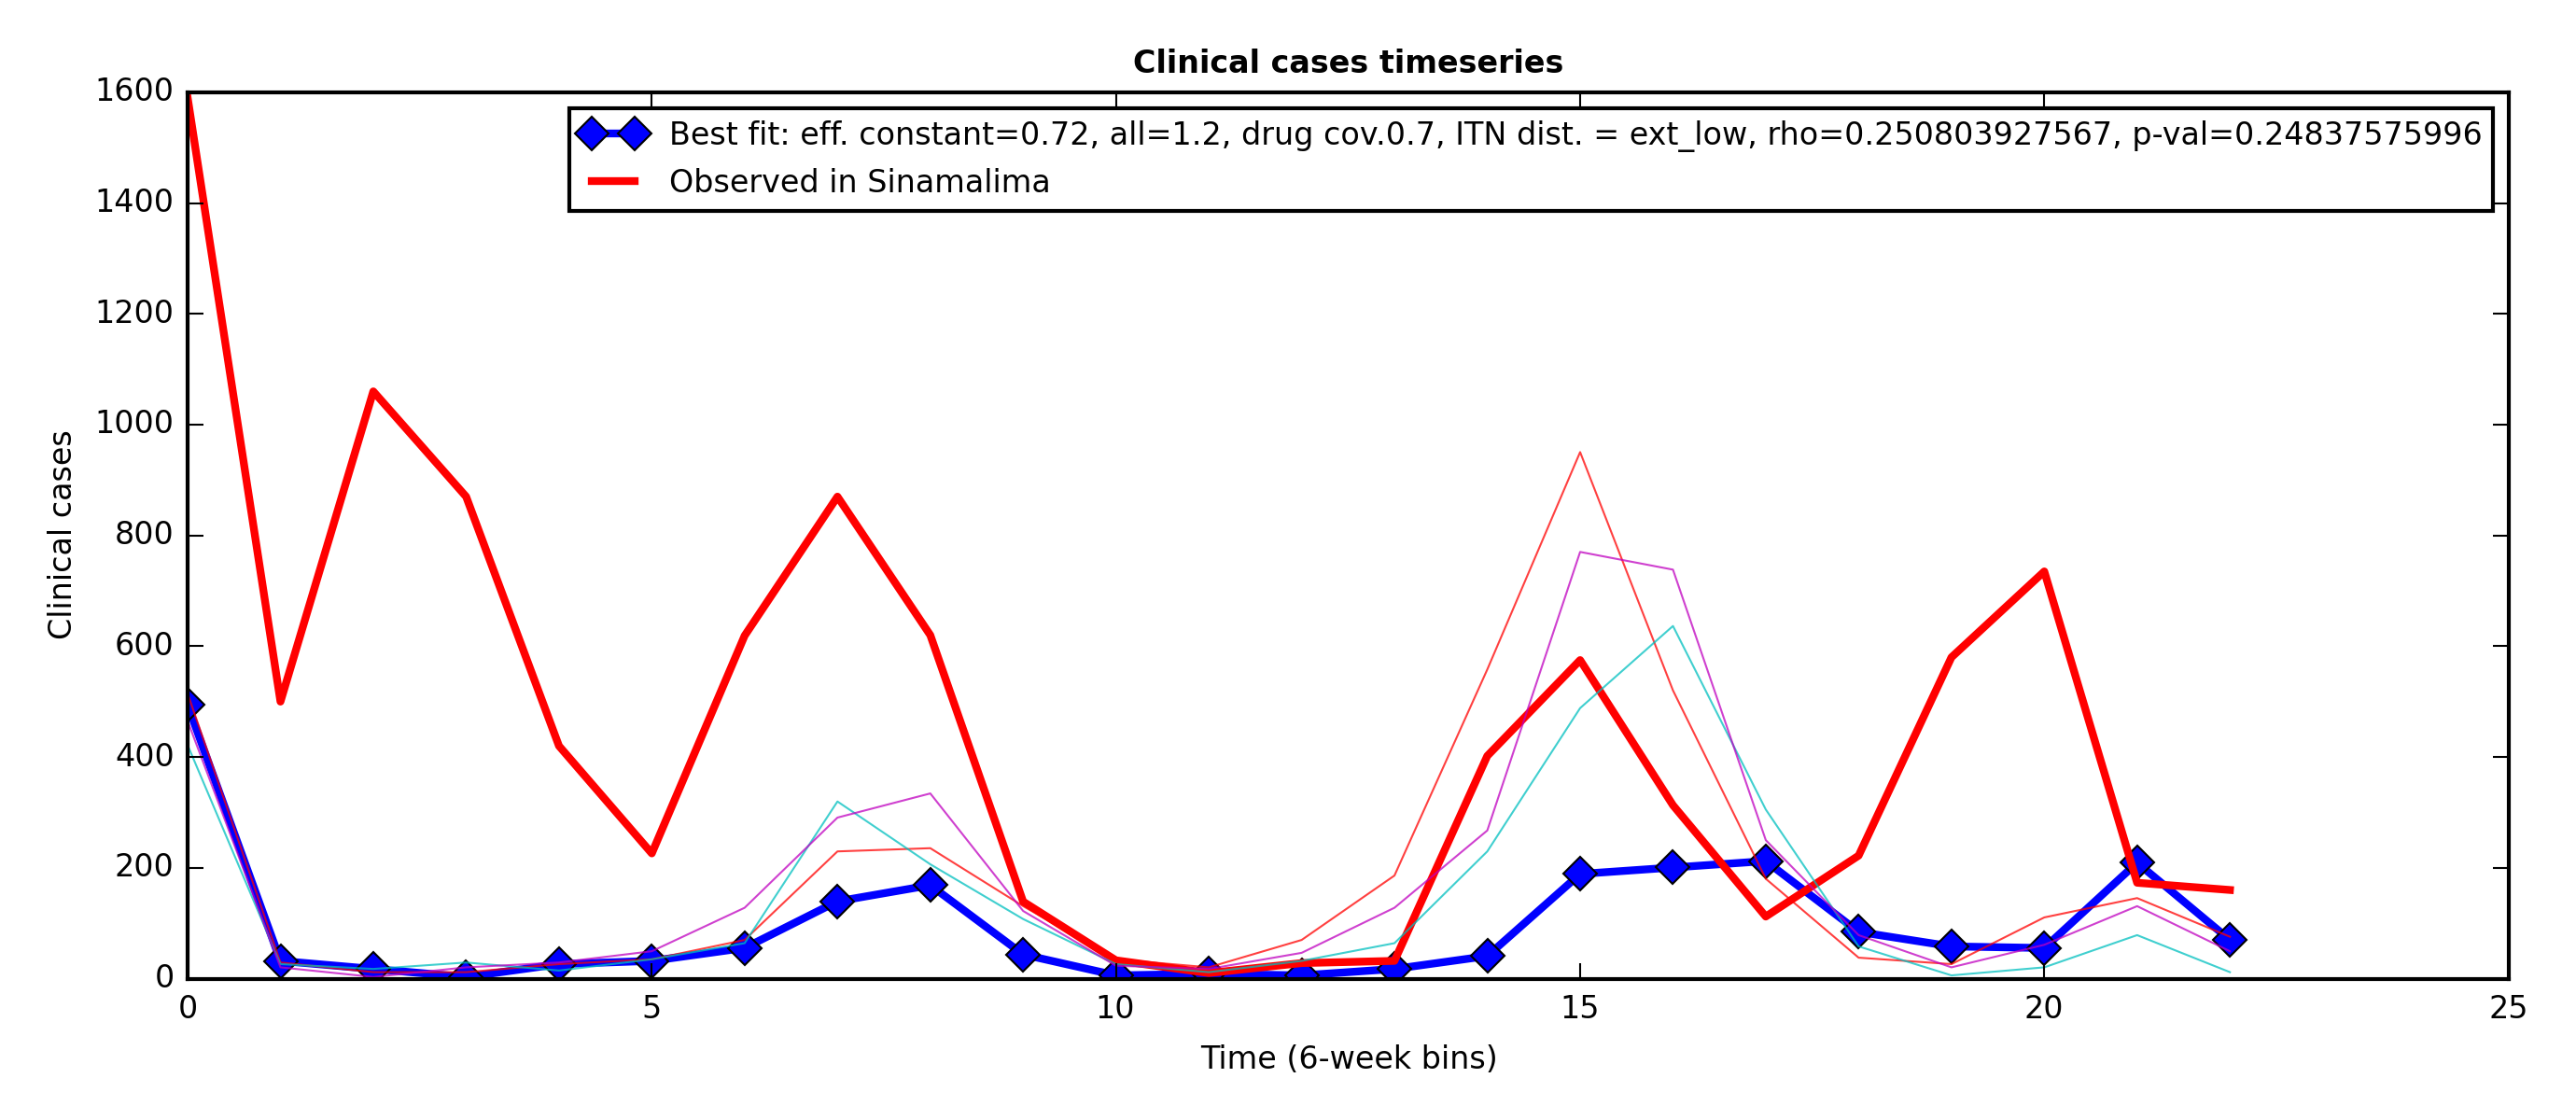 Clinical cases timeseries
1600
1400
1200
1000
800
600
400
200
0
Clinical cases
Best fit: eff. constant=0.72, all=1.2, drug cov.0.7, ITN dist. = ext_low, rho=0.250803927567, p-val=0.24837575996
Observed in Sinamalima
0 5 10 15 20 25
Time (6-week bins)